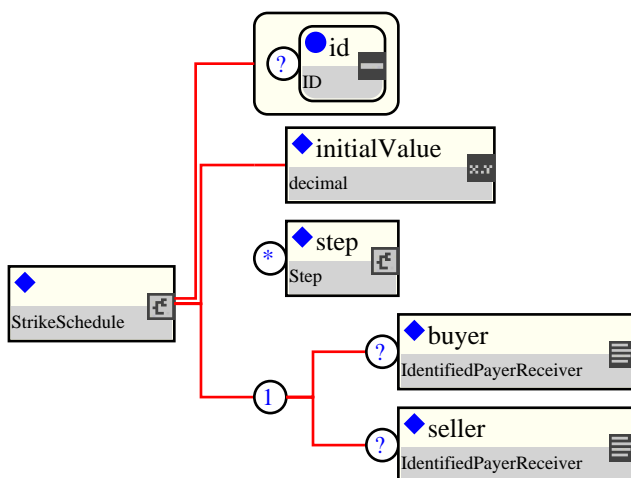 ?
id
ID
initialValue
decimal
x.Y
*
step
Step
StrikeSchedule
?
buyer
IdentifiedPayerReceiver
1
?
seller
IdentifiedPayerReceiver